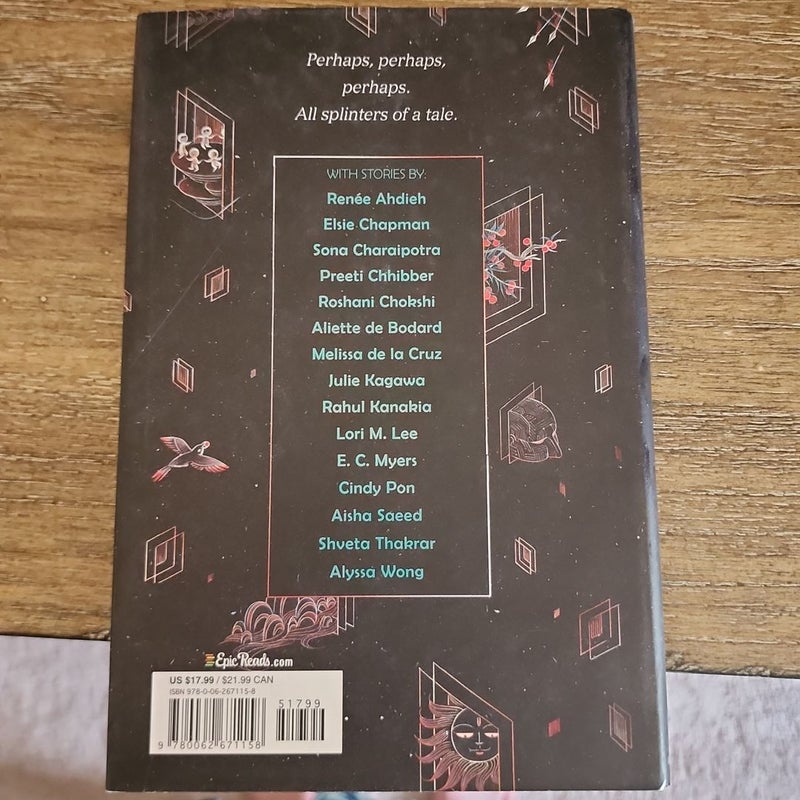 Perhaps, perhaps,
perhaps.
All splinters of a tale.
WITH STORIES BY:
Renée Ahdieh
Elsie Chapman
Sona Charaipotra
Preeti Chhibber
Roshani Chokshi
Aliette de Bodard
Melissa de la Cruz
Julie Kagawa
Rahul Kanakia
Lori M. Lee
E. C. Myers
Cindy Pon
Aisha Saeed
Shveta Thakrar
Alyssa Wong
EpicReads.com
US $17.99 / $21.99 CAN
ISBN 978-0-06-267115-8
51799
9 780062 671158